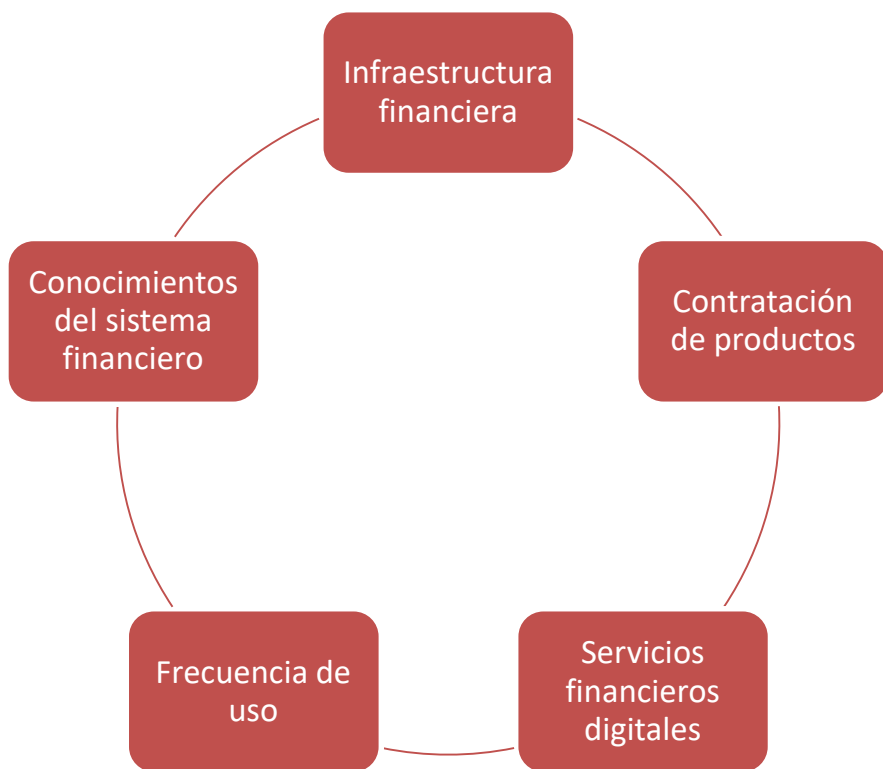 Infraestructura
financiera
Contratación
de productos
Servicios
financieros
digitales
Frecuencia de
uso
Conocimientos
del sistema
financiero